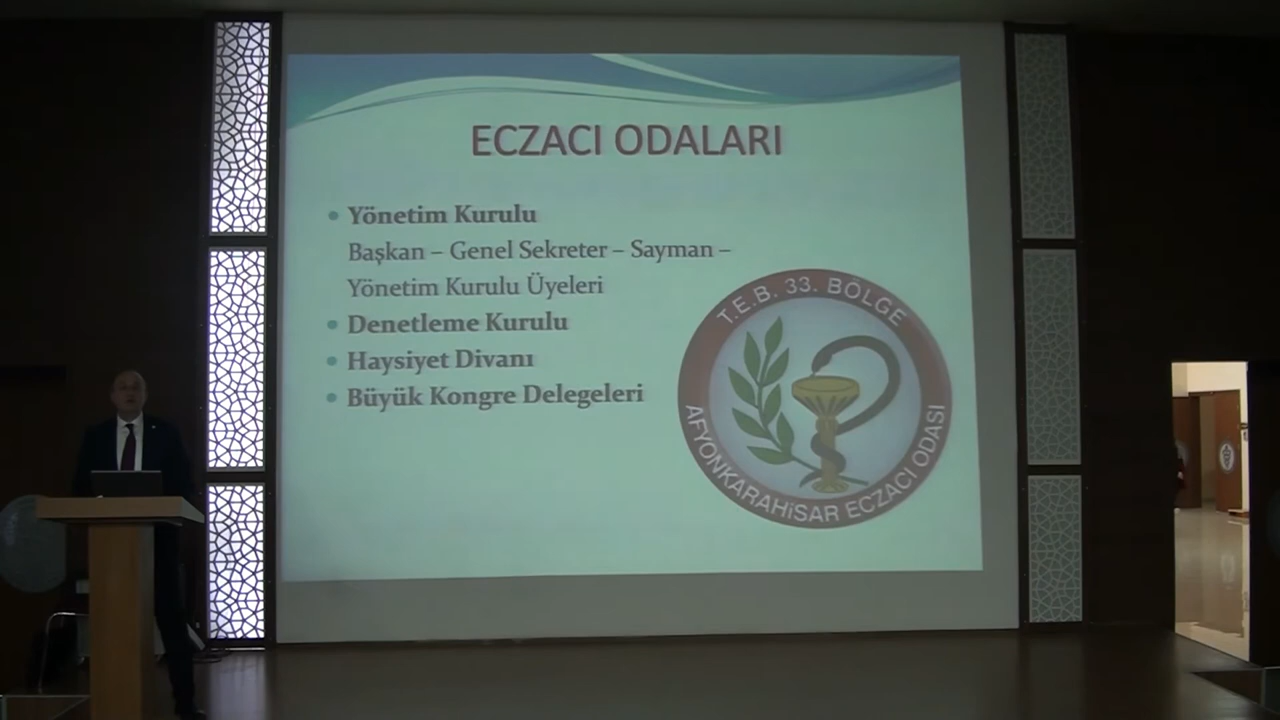 ECZACI ODALARI
Yönetim Kurulu
Başkan – Genel Sekreter – Sayman –
Yönetim Kurulu Üyeleri
Denetleme Kurulu
Haysiyet Divanı
Büyük Kongre Delegeleri
T.E.B. 33. BÖLGE
AFYONKARAHİSAR ECZACI ODASI